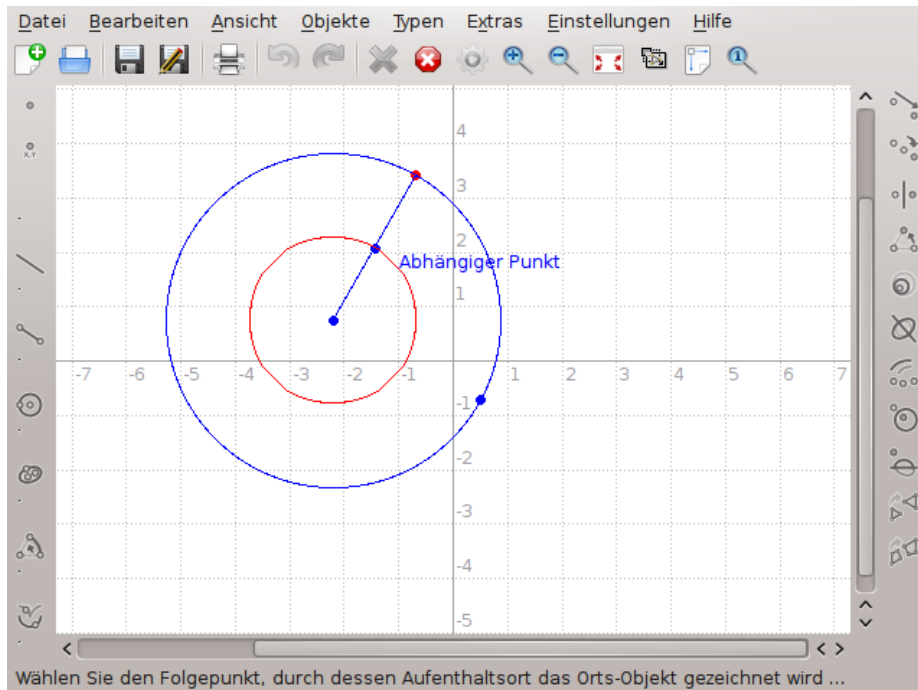 Datei Bearbeiten Ansicht Objekte Typen Extras Einstellungen Hilfe
X,Y
4
3
2
Abhängiger Punkt
1
-7 -6 -5 -4 -3 -2 -1 1 2 3 4 5 6 7
-1
-2
-3
-4
-5
Wählen Sie den Folgepunkt, durch dessen Aufenthaltsort das Orts-Objekt gezeichnet wird ...